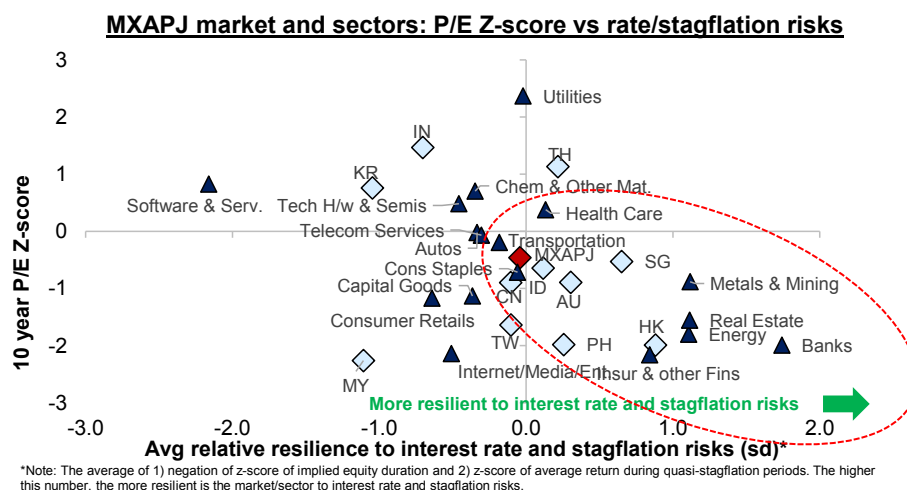 MXAPJ market and sectors: P/E Z-score vs rate/stagflation risks
3
2
1
0
-1
-2
-3
10 year P/E Z-score
Utilities
IN
TH
KR
Chem & Other Mat.
Software & Serv.
Tech H/w & Semis
Health Care
Telecom Services
Transportation
Autos
MXAPJ
Cons Staples
SG
Capital Goods
CN
ID
AU
Metals & Mining
Consumer Retails
Real Estate
HK
Energy
TW
PH
Banks
MY
Internet/Media/Ent
Insur & other Fins
More resilient to interest rate and stagflation risks
-3.0 -2.0 -1.0 0.0 1.0 2.0
Avg relative resilience to interest rate and stagflation risks (sd)*
*Note: The average of 1) negation of z-score of implied equity duration and 2) z-score of average return during quasi-stagflation periods. The higher
this number, the more resilient is the market/sector to interest rate and stagflation risks.